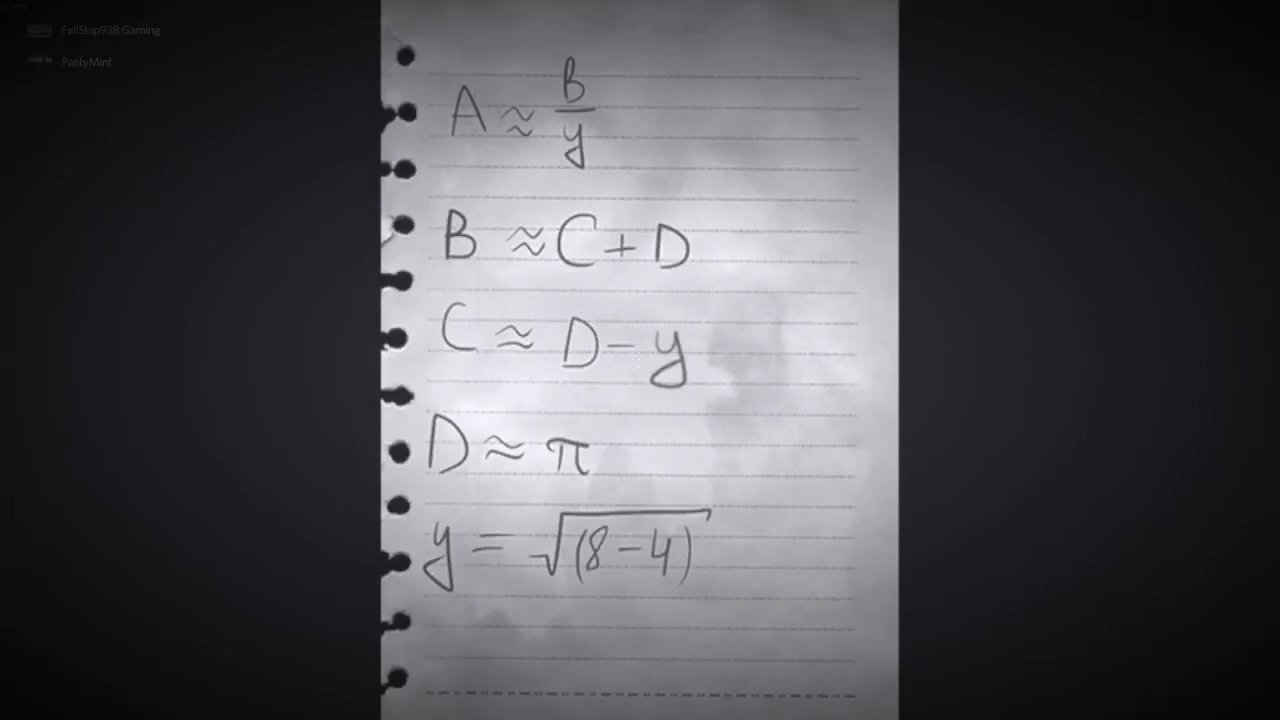 FellShip938 Gaming
PastyMint
A ≈ B/y
B ≈ C + D
C ≈ D - y
D ≈ π
y = √(8-4)